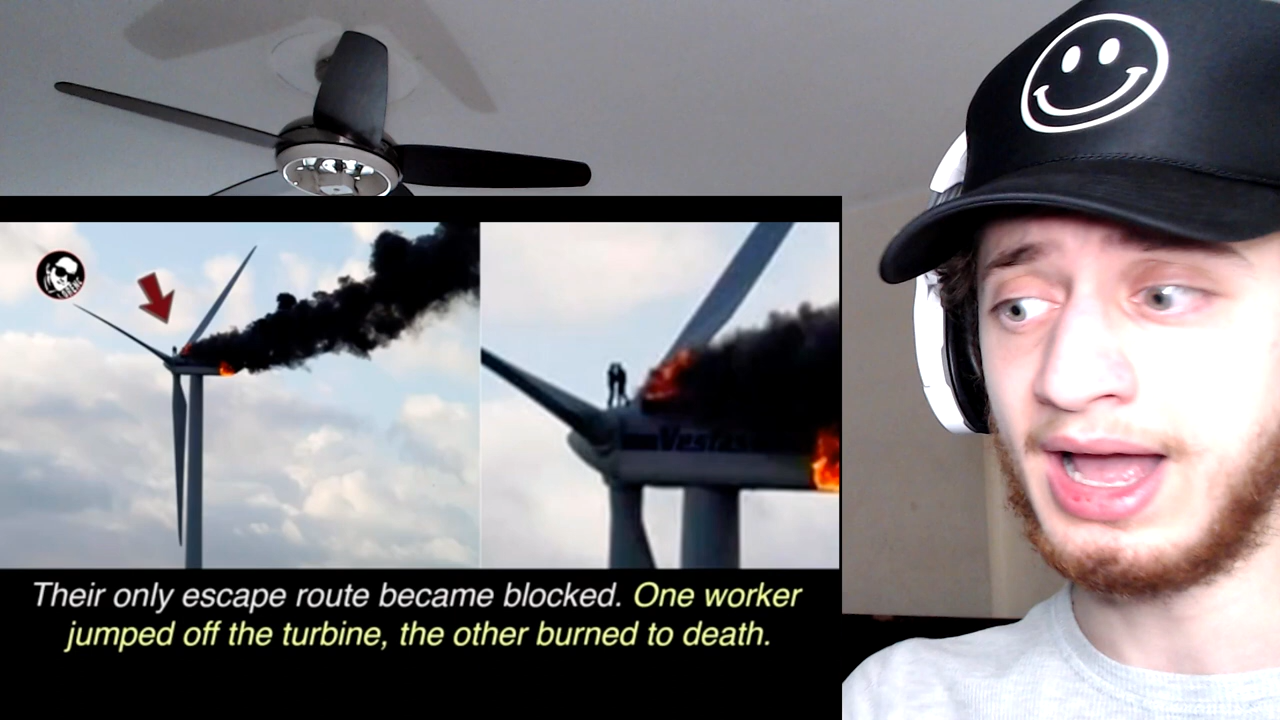 Vestas
Their only escape route became blocked. One worker
jumped off the turbine, the other burned to death.